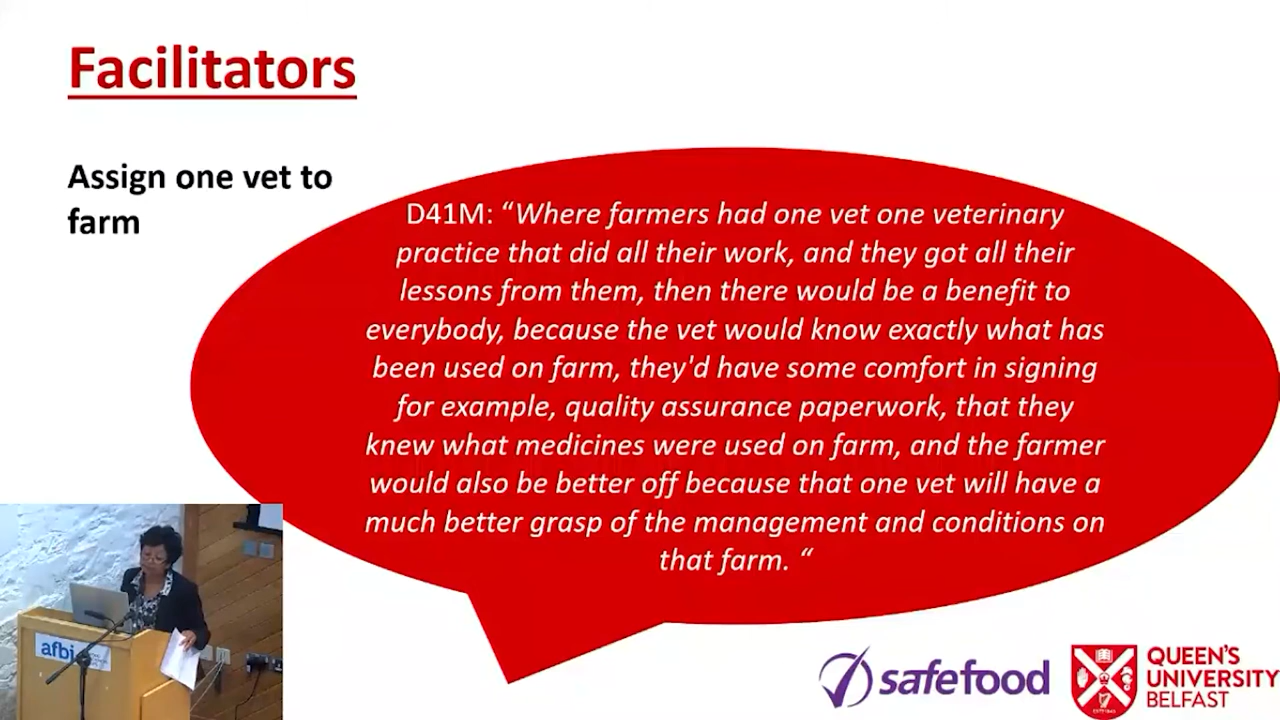 Facilitators
Assign one vet to
farm
D41M: “Where farmers had one vet one veterinary
practice that did all their work, and they got all their
lessons from them, then there would be a benefit to
everybody, because the vet would know exactly what has
been used on farm, they'd have some comfort in signing
for example, quality assurance paperwork, that they
knew what medicines were used on farm, and the farmer
would also be better off because that one vet will have a
much better grasp of the management and conditions on
that farm. “
afbi
safefood
QUEEN'S
UNIVERSITY
BELFAST